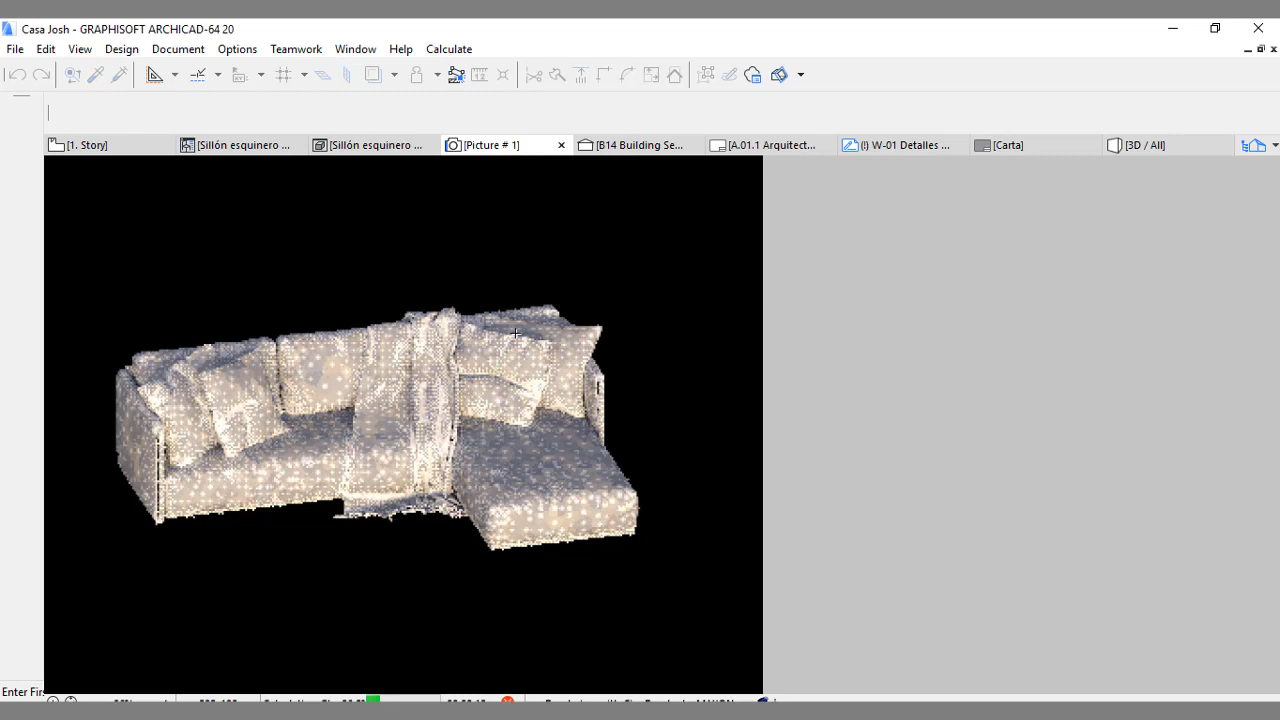 Casa Josh - GRAPHISOFT ARCHICAD-64 20
File Edit View Design Document Options Teamwork Window Help Calculate
[1. Story] [Sillón esquinero ... [Sillón esquinero ... [Picture # 1] [B14 Building Se... [A.01.1 Arquitect... (!) W-01 Detalles ... [Carta] [3D / All]
Enter Fir